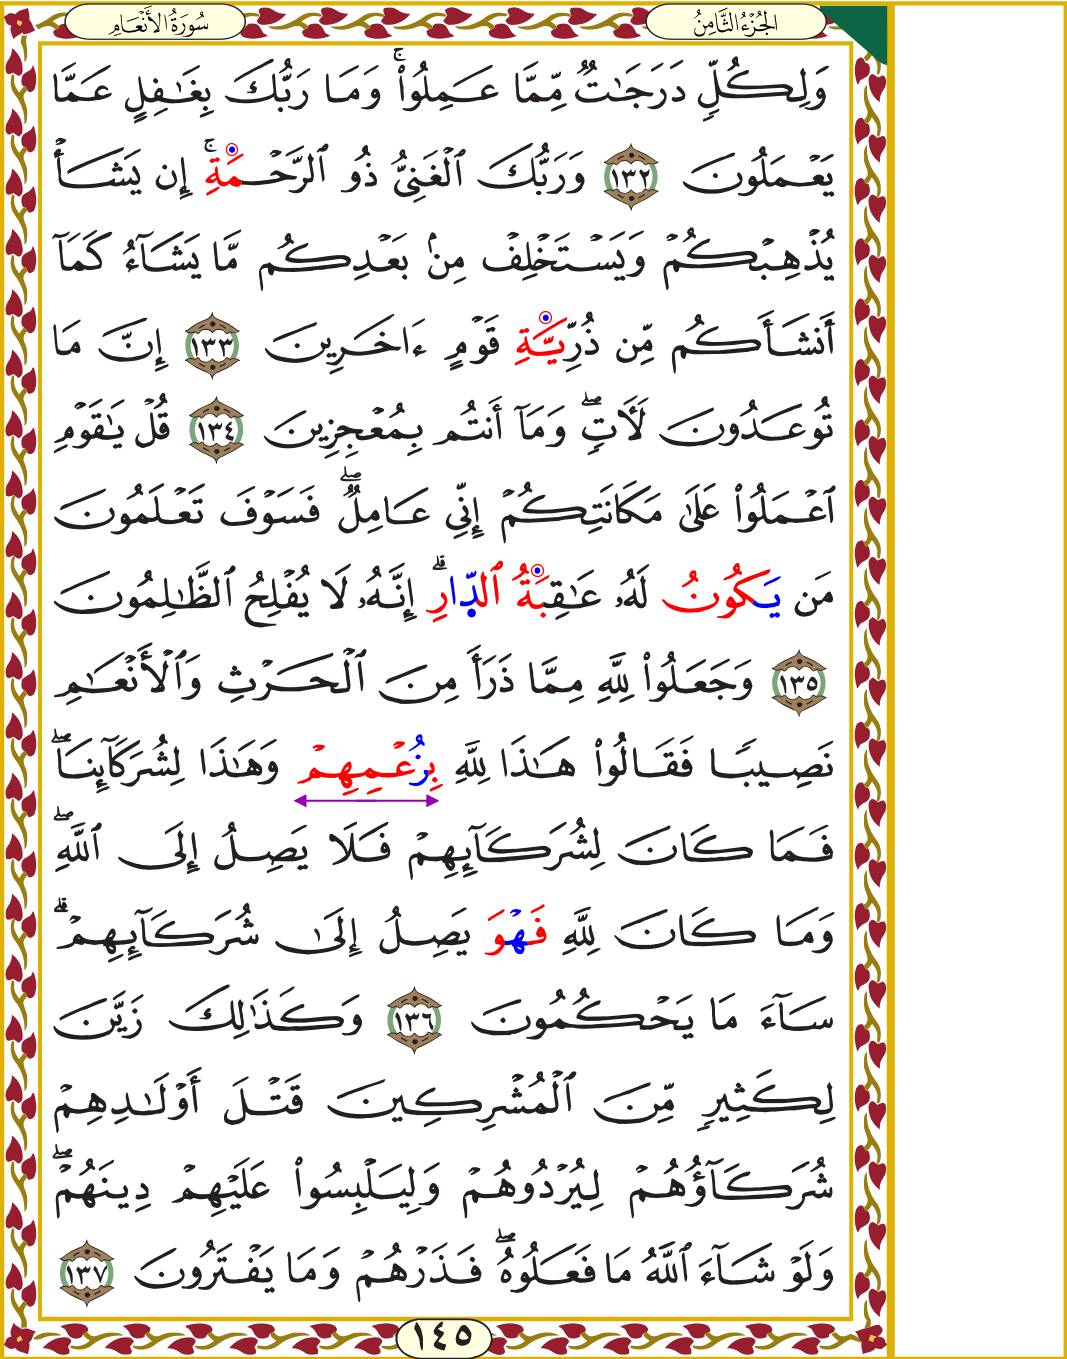 الجُزْءُ الثَّامِنُ
سُورَةُ الأَنْعَامِ
وَلِكُلّٖ دَرَجَٰتٞ مِّمَّا عَمِلُواْۚ وَمَا رَبُّكَ بِغَٰفِلٍ عَمَّا
يَعۡمَلُونَ ١٣٢ وَرَبُّكَ ٱلۡغَنِيُّ ذُو ٱلرَّحۡمَةِۚ إِن يَشَأۡ
يُذۡهِبۡكُمۡ وَيَسۡتَخۡلِفۡ مِنۢ بَعۡدِكُم مَّا يَشَآءُ كَمَآ
أَنشَأَكُم مِّن ذُرِّيَّةِ قَوۡمٍ ءَاخَرِينَ ١٣٣ إِنَّ مَا
تُوعَدُونَ لَأٓتٖۖ وَمَآ أَنتُم بِمُعۡجِزِينَ ١٣٤ قُلۡ يَٰقَوۡمِ
ٱعۡمَلُواْ عَلَىٰ مَكَانَتِكُمۡ إِنِّي عَامِلٞۖ فَسَوۡفَ تَعۡلَمُونَ
مَن يَكُونُ لَهُۥ عَٰقِبَةُ ٱلدِّارِۚ إِنَّهُۥ لَا يُفۡلِحُ ٱلظَّٰلِمُونَ
١٣٥ وَجَعَلُواْ لِلَّهِ مِمَّا ذَرَأَ مِنَ ٱلۡحَرۡثِ وَٱلۡأَنۡعَٰمِ
نَصِيبٗا فَقَالُواْ هَٰذَا لِلَّهِ بِزُعۡمِهِمۡ وَهَٰذَا لِشُرَكَآئِنَاۖ
فَمَا كَانَ لِشُرَكَآئِهِمۡ فَلَا يَصِلُ إِلَى ٱللَّهِۖ
وَمَا كَانَ لِلَّهِ فَهۡوَ يَصِلُ إِلَىٰ شُرَكَآئِهِمۡۗ
سَآءَ مَا يَحۡكُمُونَ ١٣٦ وَكَذَٰلِكَ زَيَّنَ
لِكَثِيرٖ مِّنَ ٱلۡمُشۡرِكِينَ قَتۡلَ أَوۡلَٰدِهِمۡ
شُرَكَآؤُهُمۡ لِيُرۡدُوهُمۡ وَلِيَلۡبِسُواْ عَلَيۡهِمۡ دِينَهُمۡۖ
وَلَوۡ شَآءَ ٱللَّهُ مَا فَعَلُوهُۖ فَذَرۡهُمۡ وَمَا يَفۡتَرُونَ ١٣٧
١٤٥